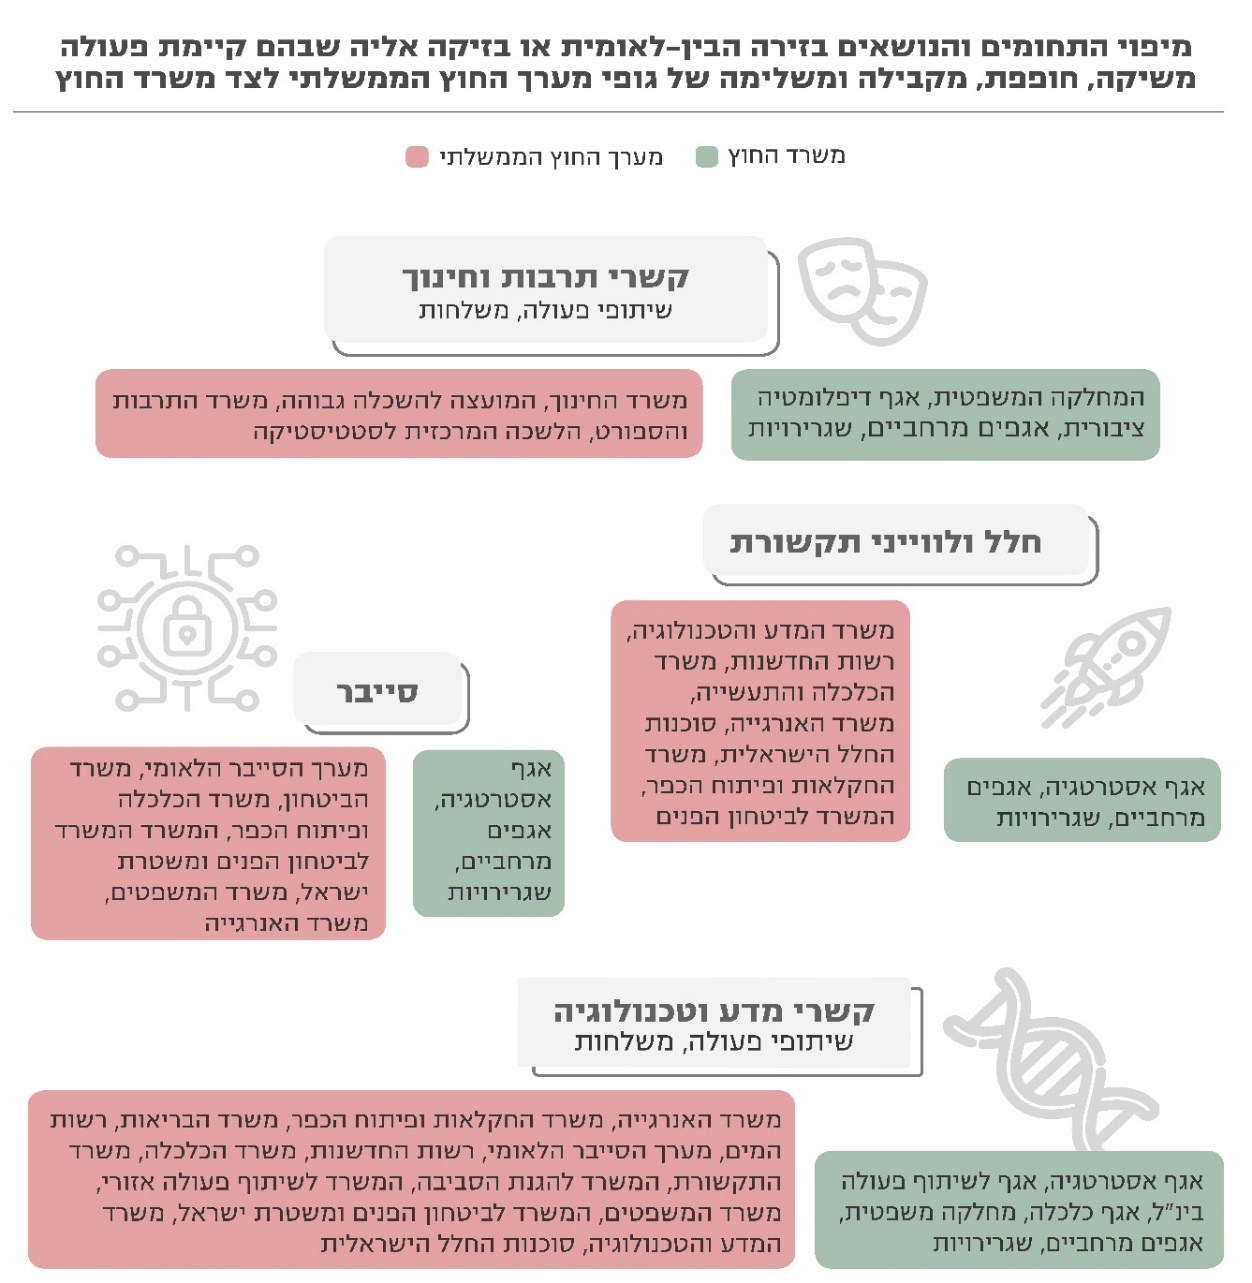 מיפוי התחומים והנושאים בזירה הבין-לאומית או בזיקה אליה שבהם קיימת פעולה
משיקה, חופפת, מקבילה ומשלימה של גופי מערך החוץ הממשלתי לצד משרד החוץ
משרד החוץ
מערך החוץ הממשלתי
קשרי תרבות וחינוך
שיתופי פעולה, משלחות
המחלקה המשפטית, אגף דיפלומטיה
ציבורית, אגפים מרחביים, שגרירויות
משרד החינוך, המועצה להשכלה גבוהה, משרד התרבות
והספורט, הלשכה המרכזית לסטטיסטיקה
חלל ולווייני תקשורת
אגף אסטרטגיה, אגפים
מרחביים, שגרירויות
משרד המדע והטכנולוגיה,
רשות החדשנות, משרד
הכלכלה והתעשייה,
משרד האנרגייה, סוכנות
החלל הישראלית, משרד
החקלאות ופיתוח הכפר,
המשרד לביטחון הפנים
סייבר
אגף
אסטרטגיה,
אגפים
מרחביים,
שגרירויות
מערך הסייבר הלאומי, משרד
הביטחון, משרד הכלכלה
ופיתוח הכפר, המשרד המשרד
לביטחון הפנים ומשטרת
ישראל, משרד המשפטים,
משרד האנרגייה
קשרי מדע וטכנולוגיה
שיתופי פעולה, משלחות
אגף אסטרטגיה, אגף לשיתוף פעולה
בינ"ל, אגף כלכלה, מחלקה משפטית,
אגפים מרחביים, שגרירויות
משרד האנרגייה, משרד החקלאות ופיתוח הכפר, משרד הבריאות, רשות
המים, מערך הסייבר הלאומי, רשות החדשנות, משרד הכלכלה, משרד
התקשורת, המשרד להגנת הסביבה, המשרד לשיתוף פעולה אזורי,
משרד המשפטים, המשרד לביטחון הפנים ומשטרת ישראל, משרד
המדע והטכנולוגיה, סוכנות החלל הישראלית